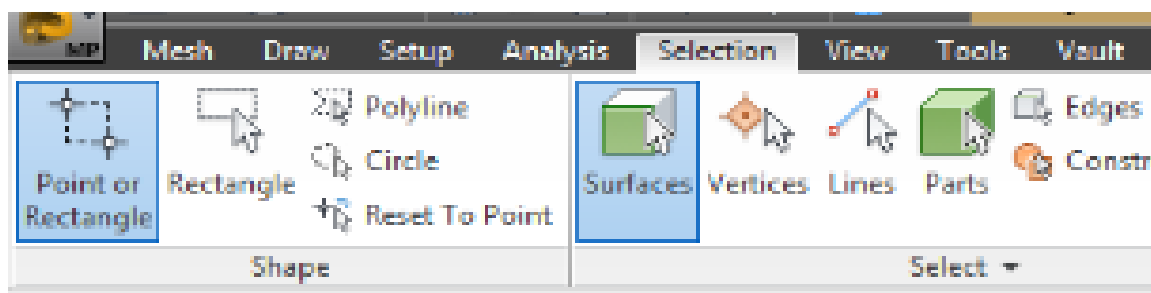 MP Mesh Draw Setup Analysis Selection View Tools Vault
Polyline Edges
Circle
Point or Rectangle Surfaces Vertices Lines Parts
Rectangle Reset To Point
Shape Select